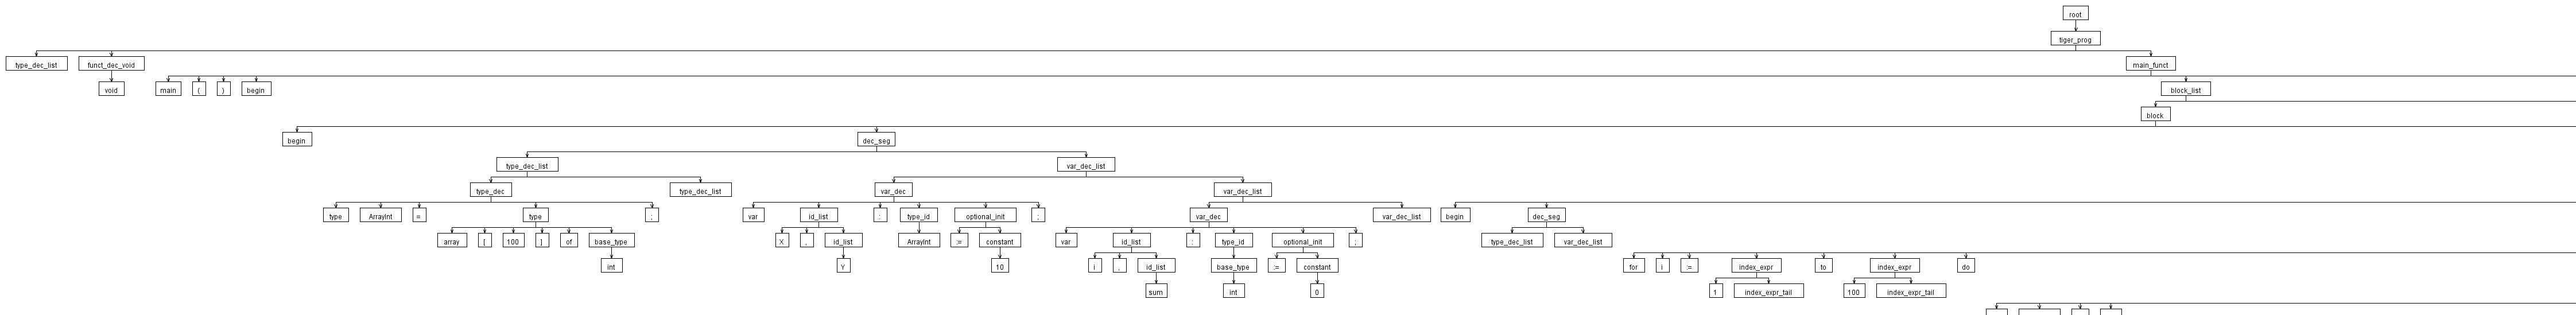 root
tiger_prog
type_dec_list funct_dec_void main_funct
void main ( ) begin block_list
block
begin dec_seg
type_dec_list var_dec_list
type_dec type_dec_list var_dec var_dec_list
type ArrayInt = type ; var id_list : type_id optional_init ; var_dec var_dec_list begin dec_seg
array [ 100 ] of base_type X , id_list ArrayInt := constant var id_list : type_id optional_init ; type_dec_list var_dec_list
int Y 10 i , id_list base_type := constant for i := index_expr to index_expr do
sum int 0 1 index_expr_tail 100 index_expr_tail